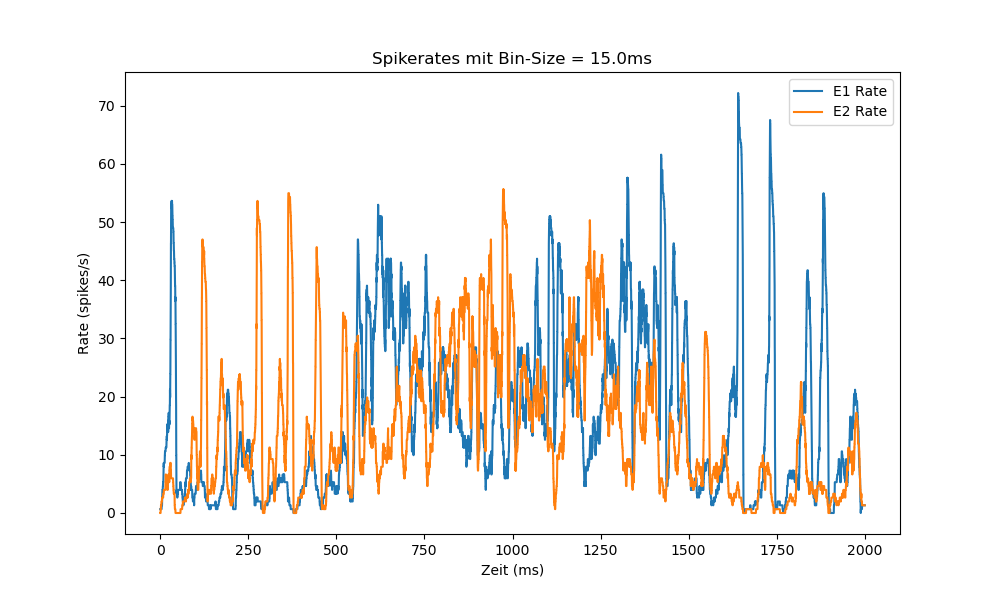 Spikerates mit Bin-Size = 15.0ms
E1 Rate
E2 Rate
70
60
50
40
30
20
10
0
Rate (spikes/s)
0 250 500 750 1000 1250 1500 1750 2000
Zeit (ms)